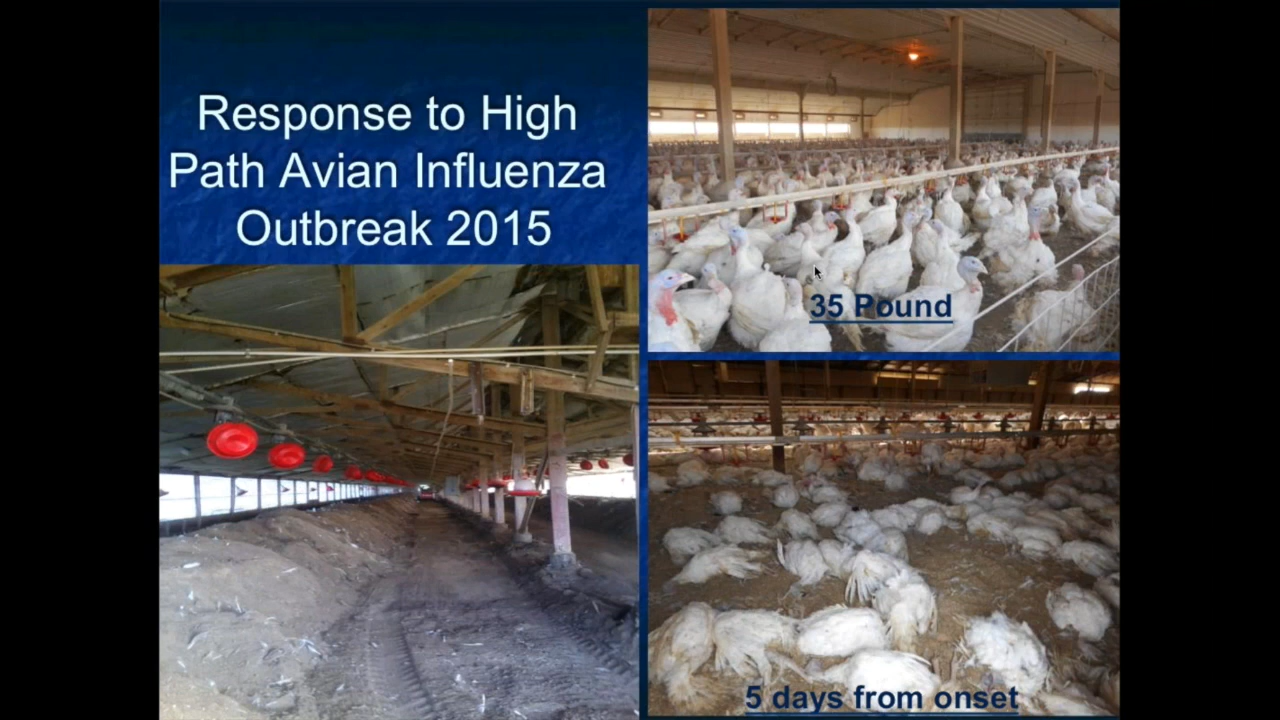 Response to High
Path Avian Influenza
Outbreak 2015
35 Pound
5 days from onset